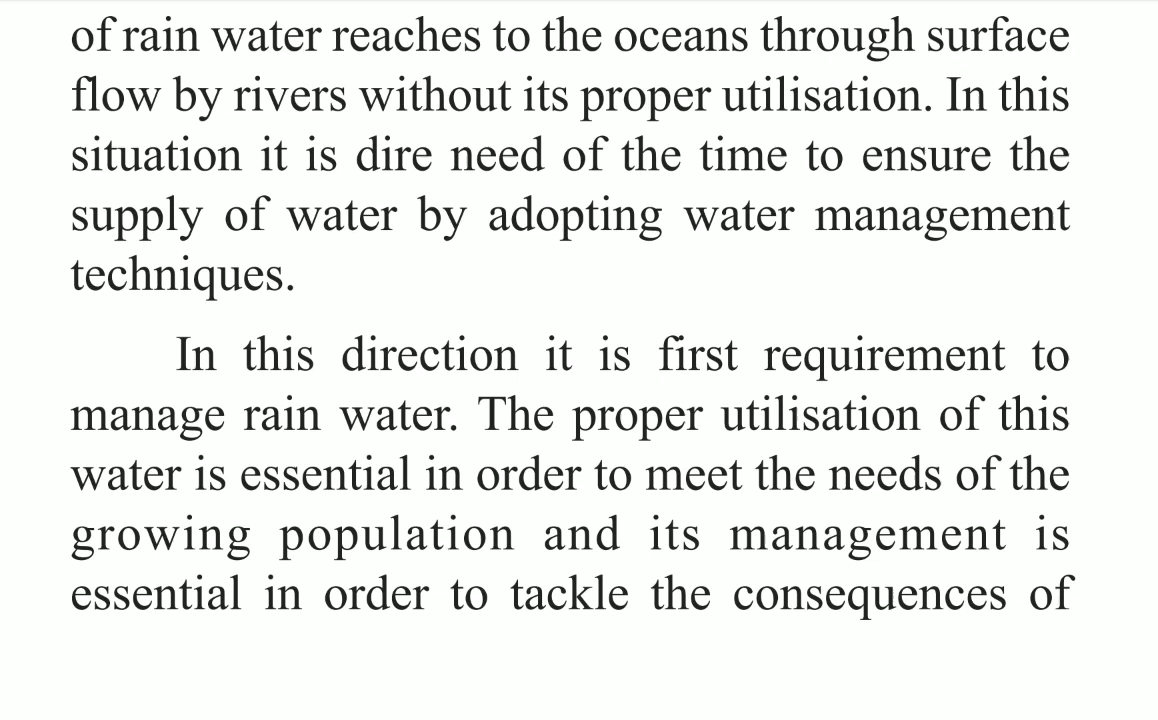 of rain water reaches to the oceans through surface
flow by rivers without its proper utilisation. In this
situation it is dire need of the time to ensure the
supply of water by adopting water management
techniques.
In this direction it is first requirement to
manage rain water. The proper utilisation of this
water is essential in order to meet the needs of the
growing population and its management is
essential in order to tackle the consequences of